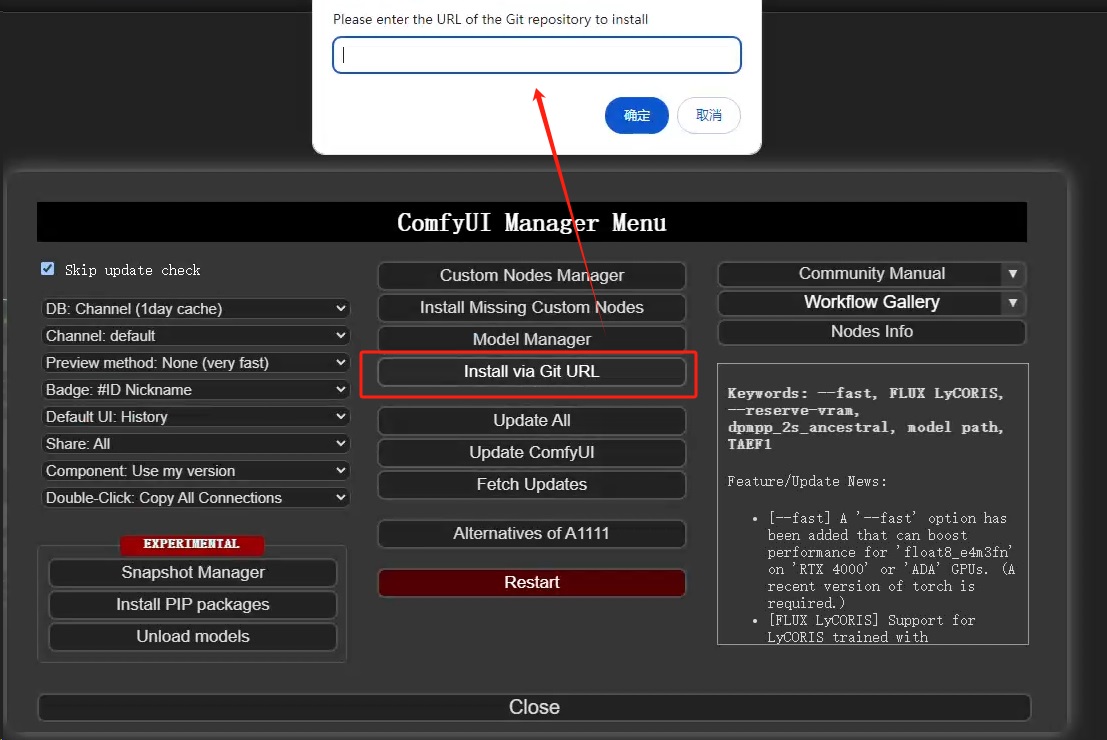 Please enter the URL of the Git repository to install
确定
取消
ComfyUI Manager Menu
Skip update check
DB: Channel (1day cache)
Channel: default
Preview method: None (very fast)
Badge: #ID Nickname
Default UI: History
Share: All
Component: Use my version
Double-Click: Copy All Connections
EXPERIMENTAL
Snapshot Manager
Install PIP packages
Unload models
Custom Nodes Manager
Install Missing Custom Nodes
Model Manager
Install via Git URL
Update All
Update ComfyUI
Fetch Updates
Alternatives of A1111
Restart
Community Manual
Workflow Gallery
Nodes Info
Keywords: --fast, FLUX LyCORIS,
--reserve-vram,
dpmpp_2s_ancestral, model path,
TAEF1
Feature/Update News:
• [--fast] A '--fast' option has
been added that can boost
performance for 'float8_e4m3fn'
on 'RTX 4000' or 'ADA' GPUs. (A
recent version of torch is
required.)
• [FLUX LyCORIS] Support for
LyCORIS trained with
Close